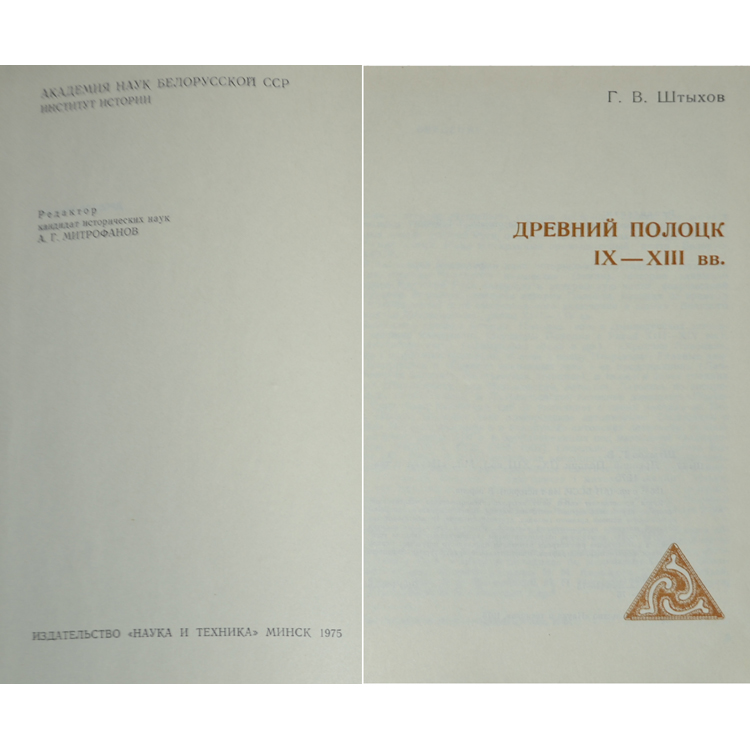 АКАДЕМИЯ НАУК БЕЛОРУССКОЙ ССР
ИНСТИТУТ ИСТОРИИ
Редактор
кандидат исторических наук
А. Г. МИТРОФАНОВ
ИЗДАТЕЛЬСТВО «НАУКА И ТЕХНИКА» МИНСК 1975
Г. В. Штыхов
ДРЕВНИЙ ПОЛОЦК
IX—XIII вв.